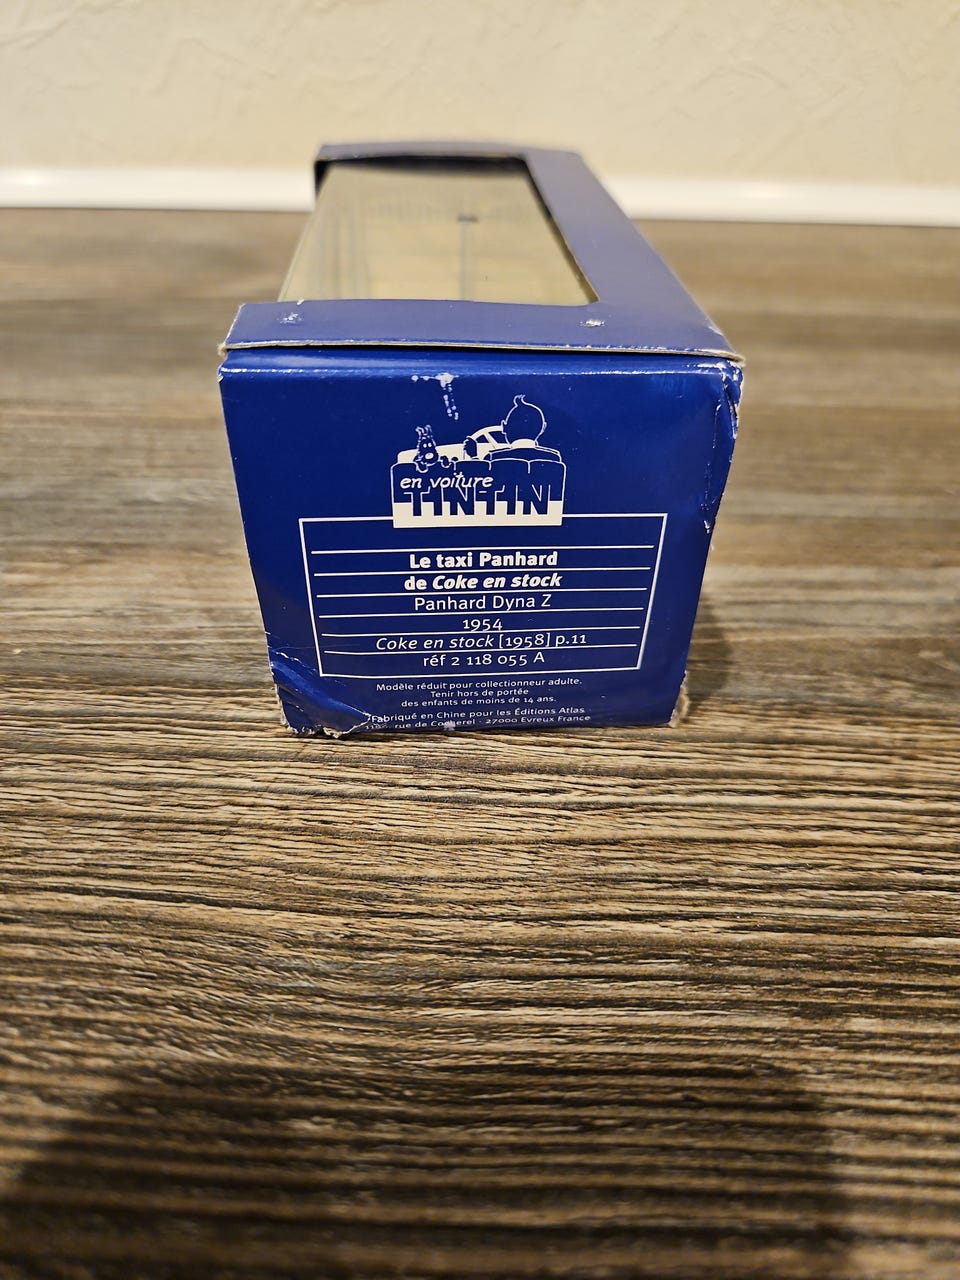 en voiture
TINTIN
Le taxi Panhard
de Coke en stock
Panhard Dyna Z
1954
Coke en stock [1958] p.11
réf 2 118 055 A
Modèle réduit pour collectionneur adulte.
Tenir hors de portée
des enfants de moins de 14 ans.
Fabriqué en Chine pour les Éditions Atlas
rue de Cocherel - 27000 Evreux France